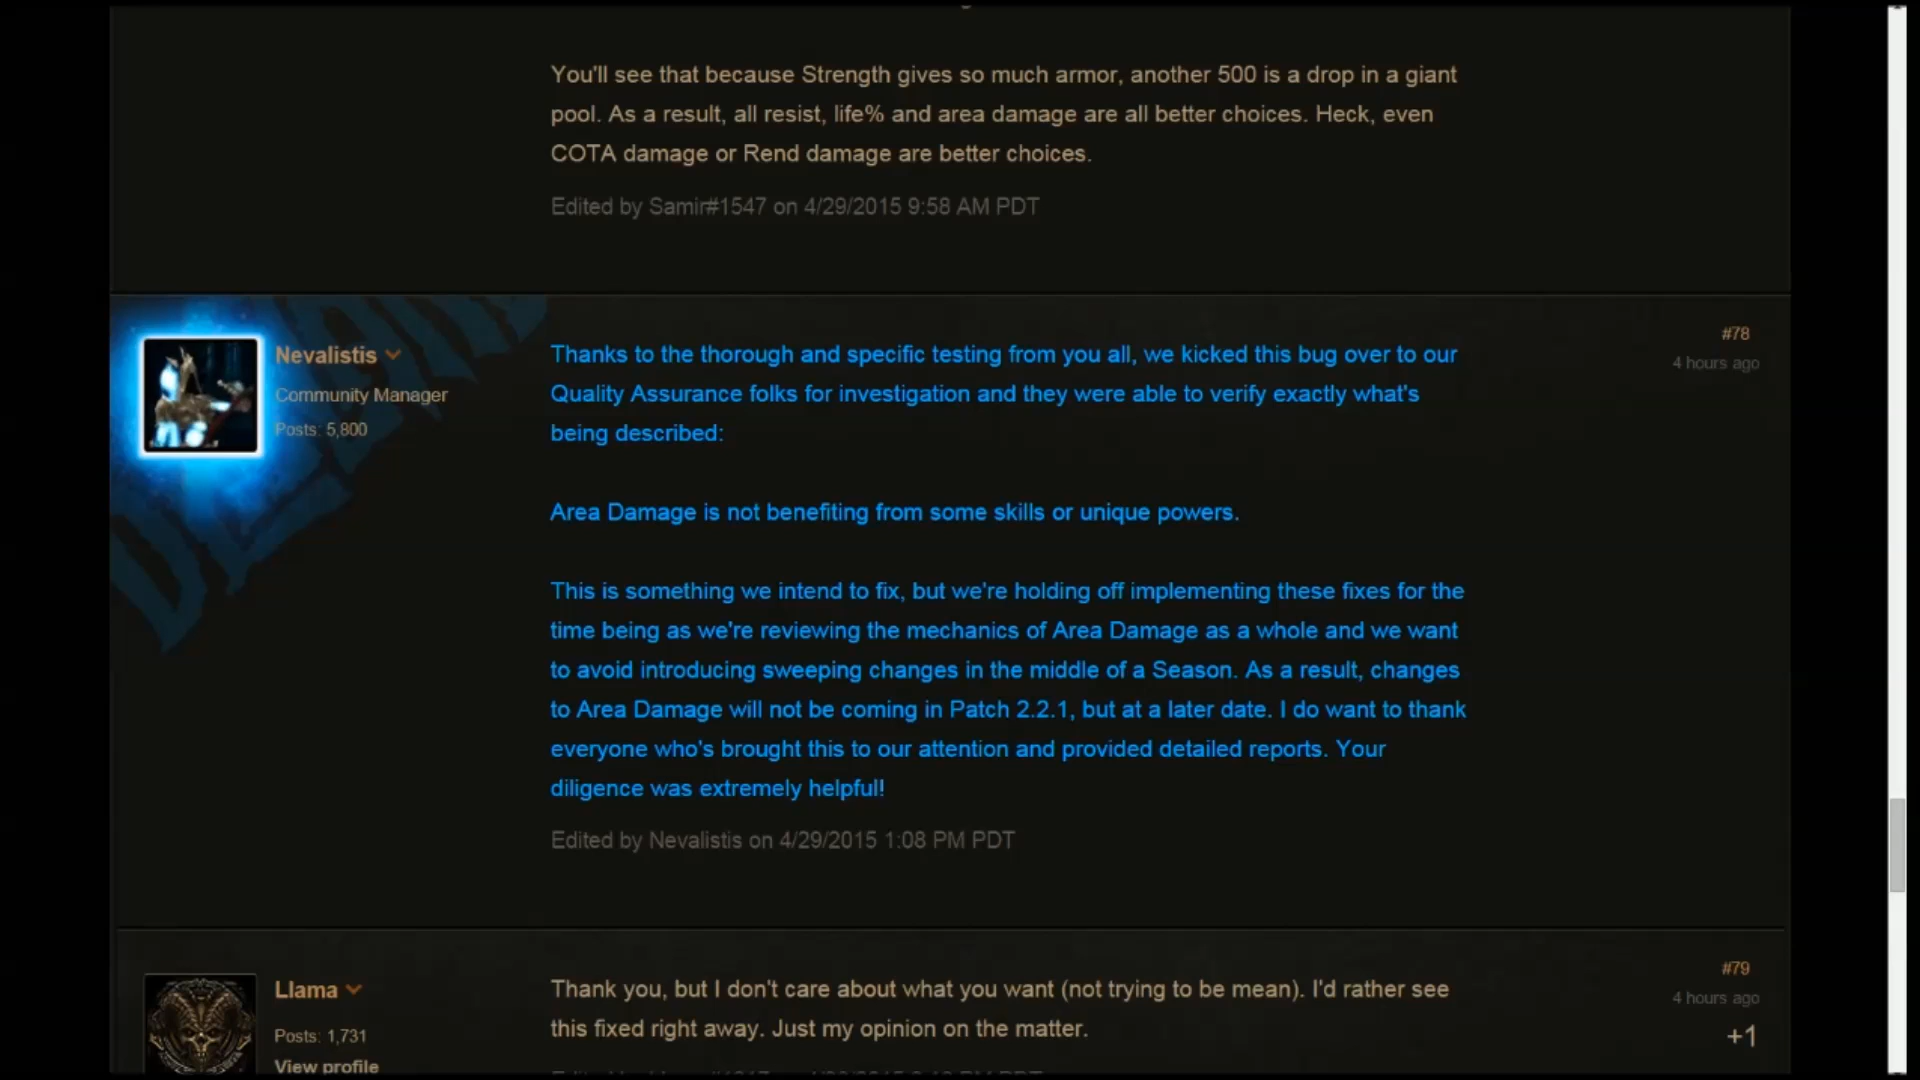 You'll see that because Strength gives so much armor, another 500 is a drop in a giant
pool. As a result, all resist, life% and area damage are all better choices. Heck, even
COTA damage or Rend damage are better choices.
Edited by Samir#1547 on 4/29/2015 9:58 AM PDT
Nevalistis
Community Manager
Posts: 5,800
Thanks to the thorough and specific testing from you all, we kicked this bug over to our
Quality Assurance folks for investigation and they were able to verify exactly what's
being described:
Area Damage is not benefiting from some skills or unique powers.
This is something we intend to fix, but we're holding off implementing these fixes for the
time being as we're reviewing the mechanics of Area Damage as a whole and we want
to avoid introducing sweeping changes in the middle of a Season. As a result, changes
to Area Damage will not be coming in Patch 2.2.1, but at a later date. I do want to thank
everyone who's brought this to our attention and provided detailed reports. Your
diligence was extremely helpful!
Edited by Nevalistis on 4/29/2015 1:08 PM PDT
#78
4 hours ago
Llama
Posts: 1,731
View profile
Thank you, but I don't care about what you want (not trying to be mean). I'd rather see
this fixed right away. Just my opinion on the matter.
#79
4 hours ago
+1